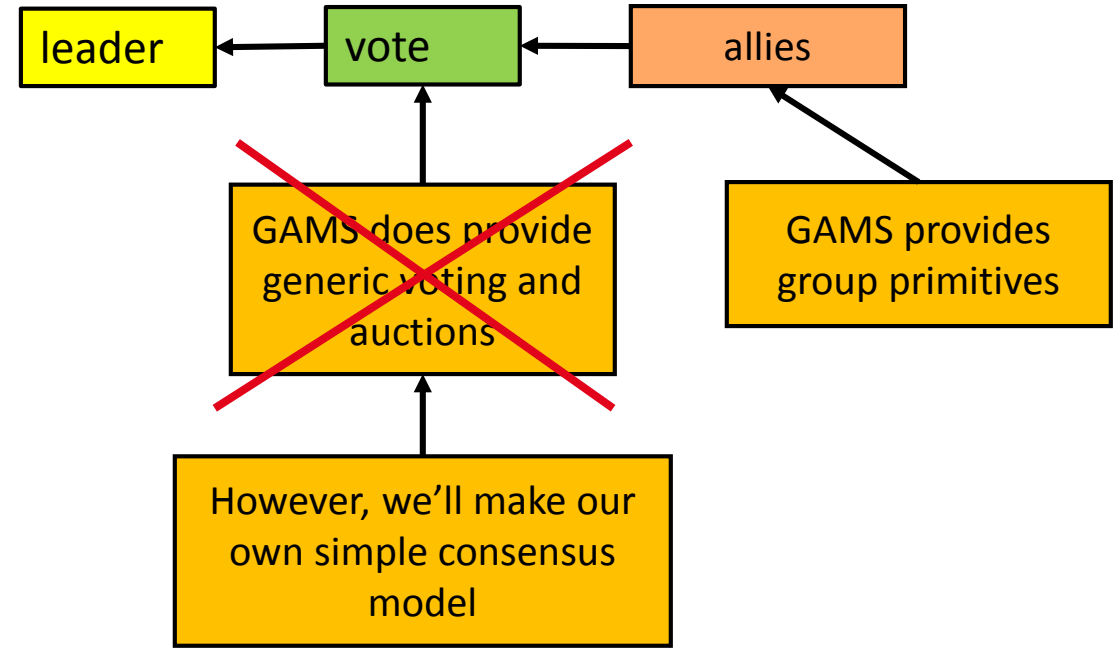 leader
vote
allies
GAMS does provide
generic voting and
auctions
GAMS provides
group primitives
However, we’ll make our
own simple consensus
model